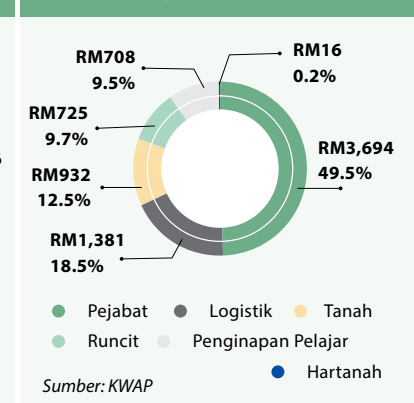 RM708
9.5%
RM16
0.2%
RM725
9.7%
RM3,694
49.5%
RM932
12.5%
RM1,381
18.5%
Pejabat
Logistik
Tanah
Runcit
Penginapan Pelajar
Hartanah
Sumber: KWAP